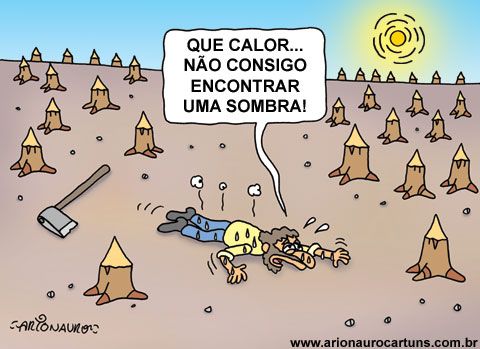 QUE CALOR...
NÃO CONSIGO
ENCONTRAR
UMA SOMBRA!
ARIONAURO
www.arionaurocartuns.com.br